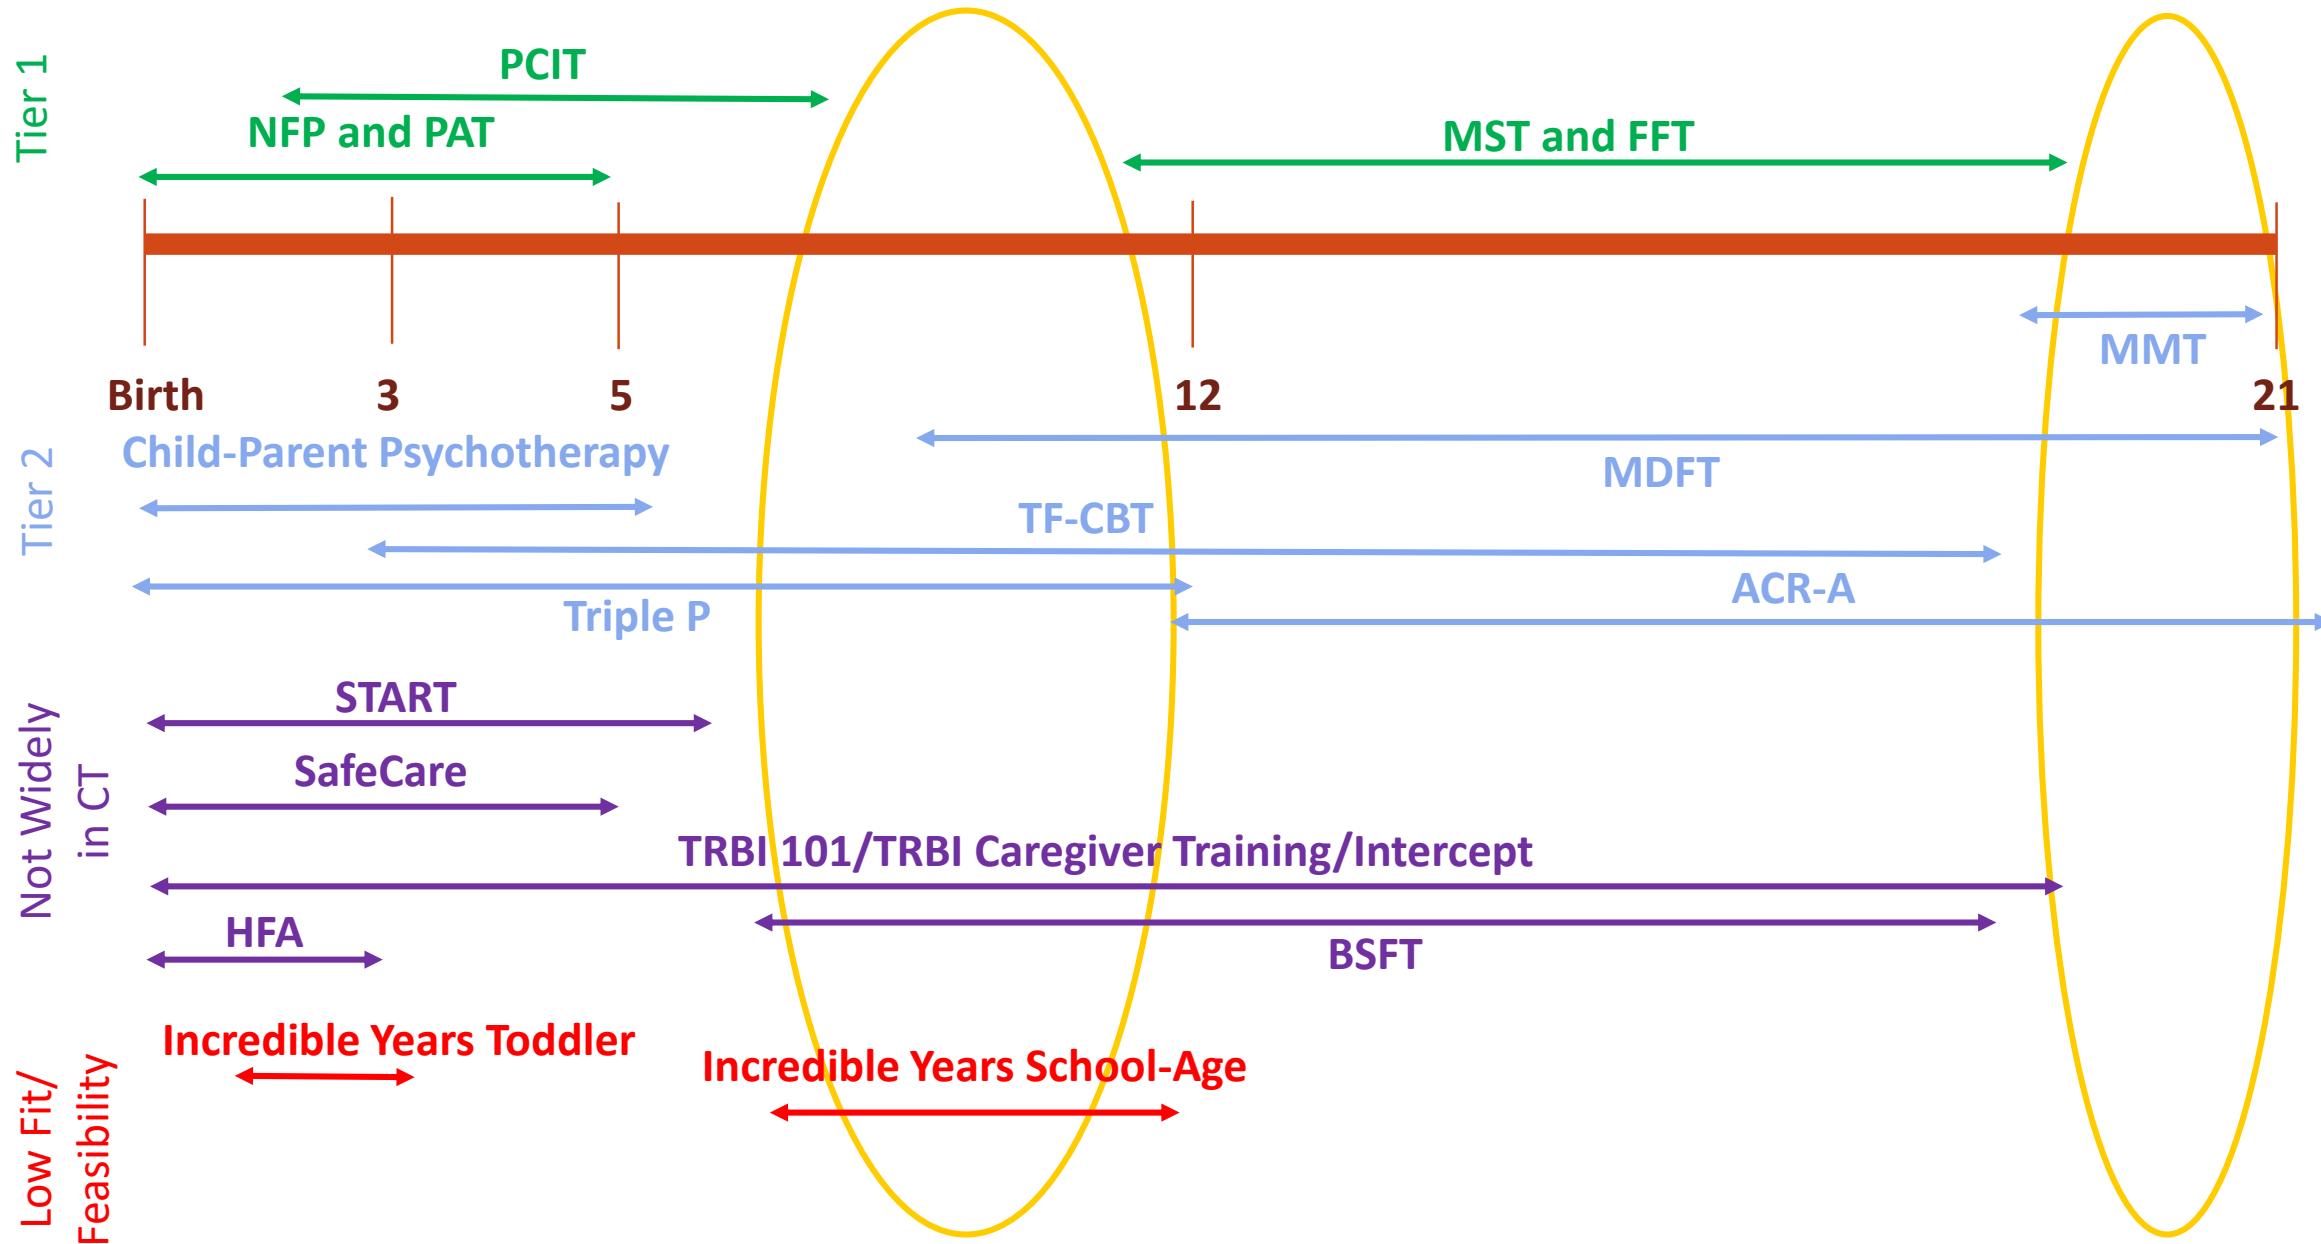 Tier 1
PCIT
NFP and PAT
MST and FFT
MMT
Birth
3
5
12
21
Tier 2
Child-Parent Psychotherapy
MDFT
TF-CBT
ACR-A
Triple P
Not Widely
in CT
START
SafeCare
TRBI 101/TRBI Caregiver Training/Intercept
HFA
BSFT
Low Fit/
Feasibility
Incredible Years Toddler
Incredible Years School-Age